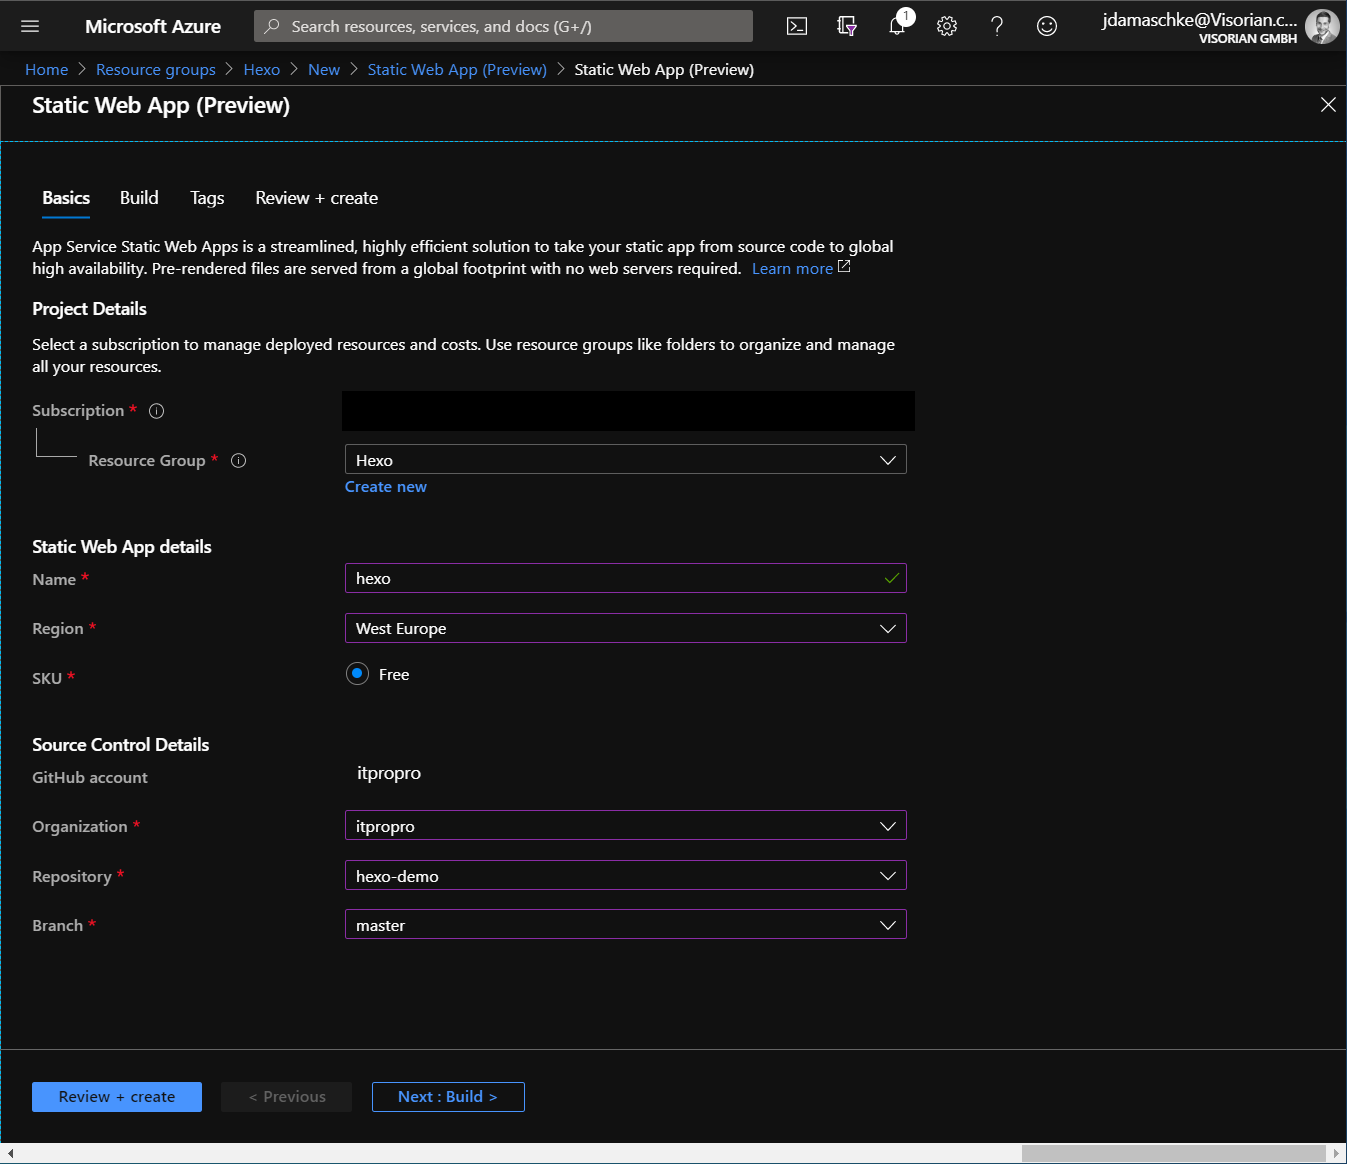 Microsoft Azure
Search resources, services, and docs (G+/)
1
jdamaschke@Visorian.c...
VISORIAN GMBH
Home > Resource groups > Hexo > New > Static Web App (Preview) > Static Web App (Preview)
Static Web App (Preview)
Basics Build Tags Review + create
App Service Static Web Apps is a streamlined, highly efficient solution to take your static app from source code to global
high availability. Pre-rendered files are served from a global footprint with no web servers required. Learn more
Project Details
Select a subscription to manage deployed resources and costs. Use resource groups like folders to organize and manage
all your resources.
Subscription *
Resource Group * Hexo
Create new
Static Web App details
Name * hexo
Region * West Europe
SKU * Free
Source Control Details
GitHub account itpropro
Organization * itpropro
Repository * hexo-demo
Branch * master
Review + create < Previous Next : Build >